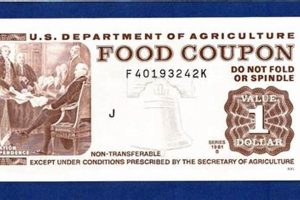 U.S. DEPARTMENT OF AGRICULTURE
FOOD COUPON
F40193242K
DO NOT FOLD
OR SPINDLE
J
VALUE
1
DOLLAR
NON-TRANSFERABLE
SERIES
1981
B
EXCEPT UNDER CONDITIONS PRESCRIBED BY THE SECRETARY OF AGRICULTURE